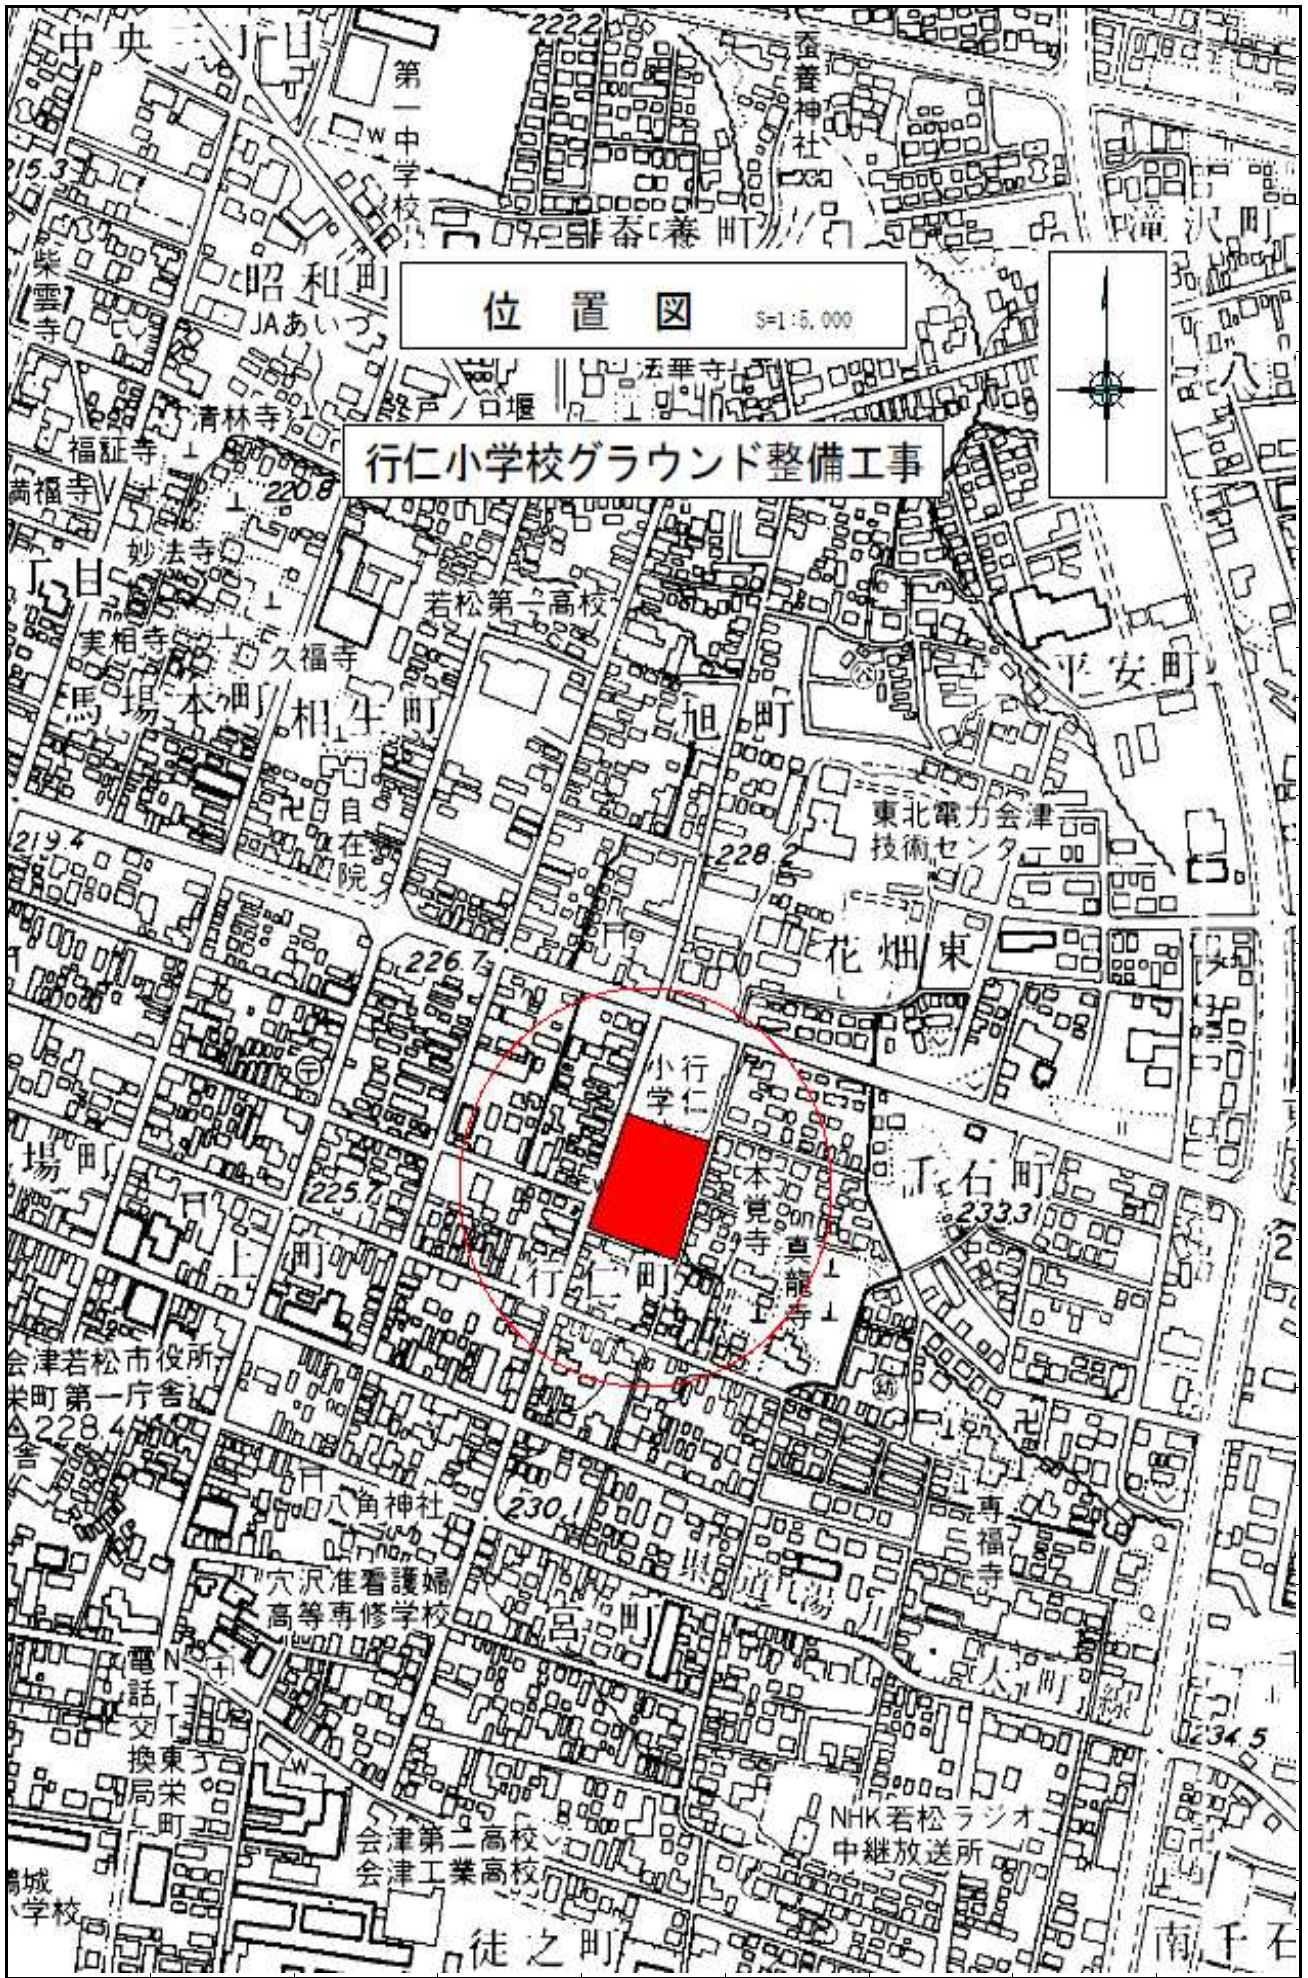 中央三丁目
2222
第一中学校
蚕養神社
W
215.3
蚕養町
滝沢町
柴雲寺
昭和町
JAあいづ
位置図 S=1:5,000
法華寺
八
戸ノ口堰
清林寺
福証寺
行仁小学校グラウンド整備工事
満福寺
220.8
妙法寺
丁目
若松第一高校
実相寺
久福寺
平安町
馬場本町
相生町
旭町
自在院
東北電力会津
技術センター
219.4
228.2
花畑東
226.7
行仁
小学
本覚寺
千石町
場町
225.7
233.3
真龍寺
上町
行仁町
2
会津若松市役所
栄町第一庁舎
228.4
舎
幼
八角神社
230.1
専福寺
穴沢准看護婦
高等専修学校
宮町
湯川
NTT東栄町
電話交換局
W
234.5
NHK若松ラジオ
中継放送所
会津第二高校
会津工業高校
鶴城
小学校
徒之町
南千石